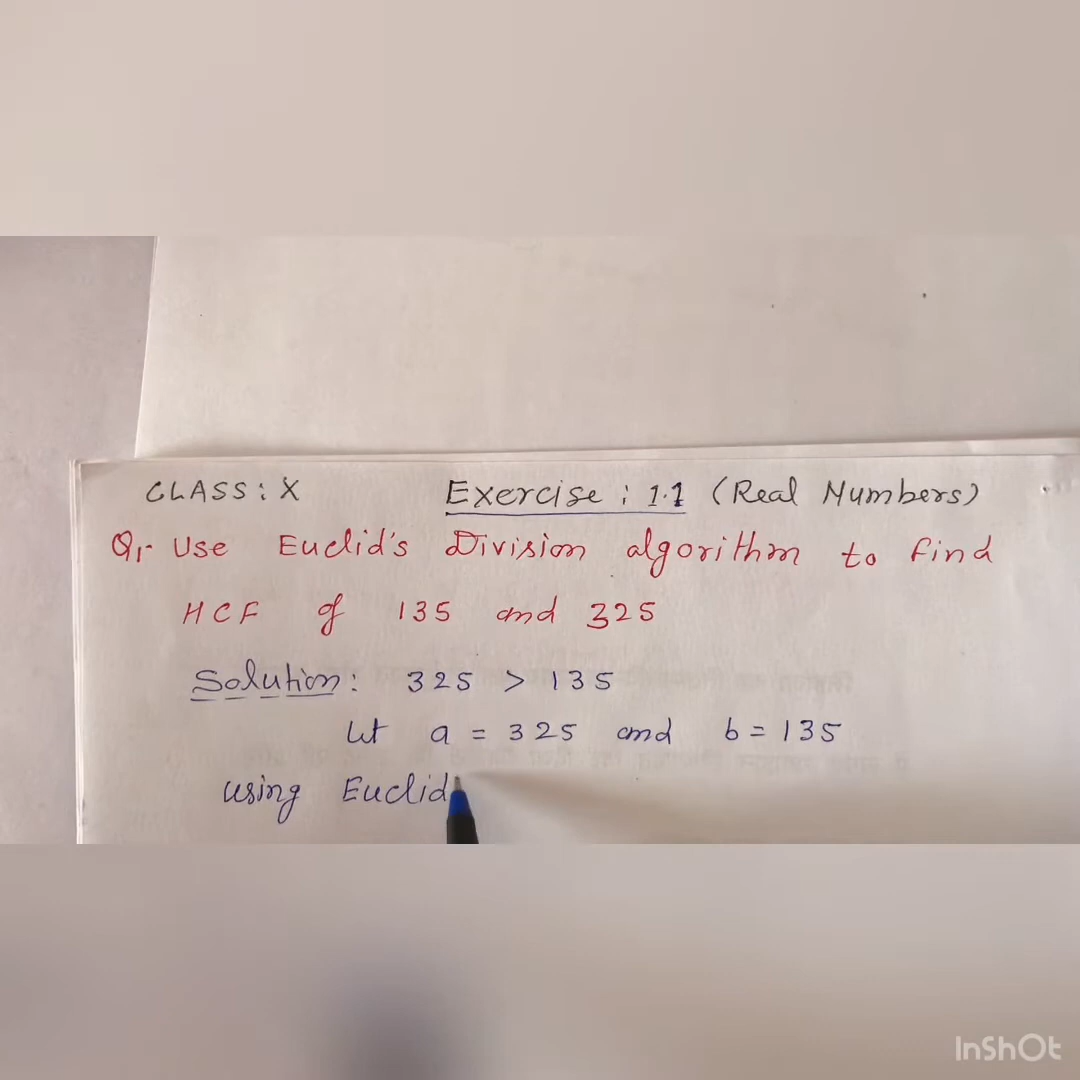 CLASS: X Exercise: 1.1 (Real Numbers)
Q1- Use Euclid's Division algorithm to find
HCF of 135 and 325
Solution: 325 > 135
Let a = 325 and b = 135
using Euclid
InShOt